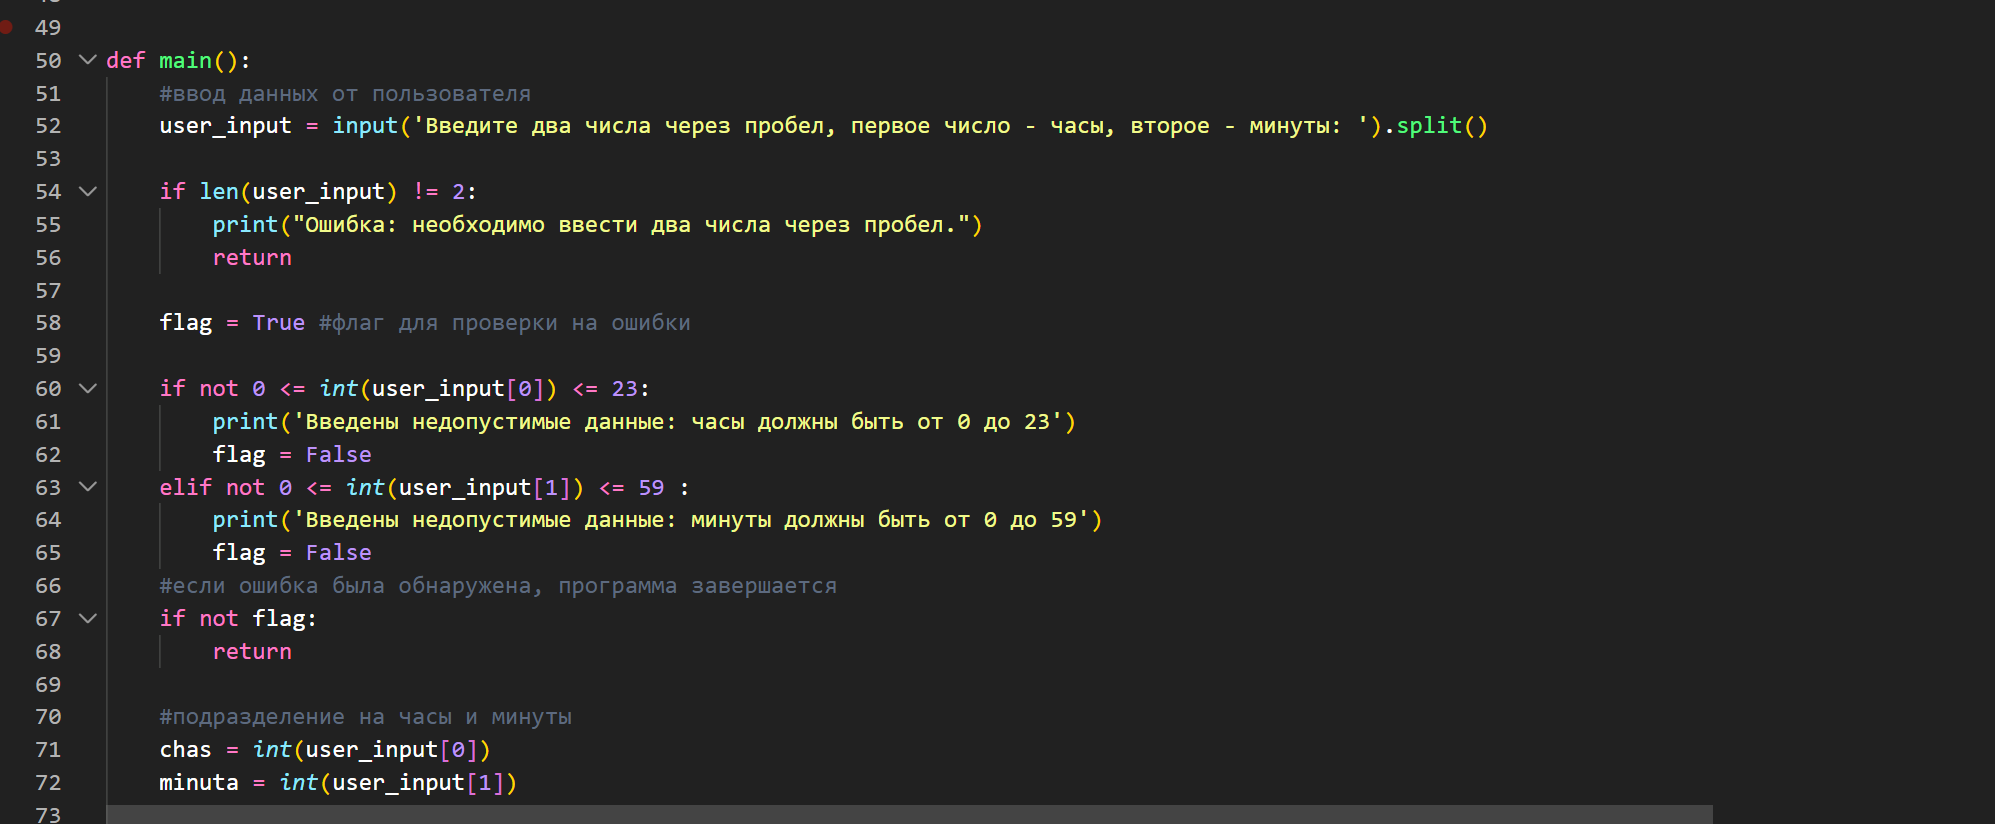 49
50 def main():
51 #ввод данных от пользователя
52 user_input = input('Введите два числа через пробел, первое число - часы, второе - минуты: ').split()
53
54 if len(user_input) != 2:
55 print("Ошибка: необходимо ввести два числа через пробел.")
56 return
57
58 flag = True #флаг для проверки на ошибки
59
60 if not 0 <= int(user_input[0]) <= 23:
61 print('Введены недопустимые данные: часы должны быть от 0 до 23')
62 flag = False
63 elif not 0 <= int(user_input[1]) <= 59 :
64 print('Введены недопустимые данные: минуты должны быть от 0 до 59')
65 flag = False
66 #если ошибка была обнаружена, программа завершается
67 if not flag:
68 return
69
70 #подразделение на часы и минуты
71 chas = int(user_input[0])
72 minuta = int(user_input[1])
73